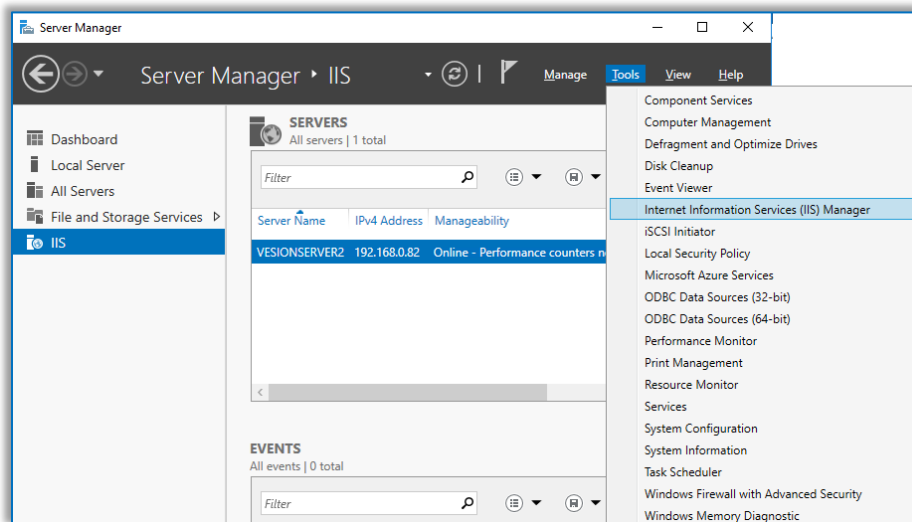 Server Manager
Server Manager ‣ IIS
Manage Tools View Help
Dashboard
Local Server
All Servers
File and Storage Services
IIS
SERVERS
All servers | 1 total
Filter
Server Name IPv4 Address Manageability
VESIONSERVER2 192.168.0.82 Online - Performance counters n
EVENTS
All events | 0 total
Filter
Component Services
Computer Management
Defragment and Optimize Drives
Disk Cleanup
Event Viewer
Internet Information Services (IIS) Manager
iSCSI Initiator
Local Security Policy
Microsoft Azure Services
ODBC Data Sources (32-bit)
ODBC Data Sources (64-bit)
Performance Monitor
Print Management
Resource Monitor
Services
System Configuration
System Information
Task Scheduler
Windows Firewall with Advanced Security
Windows Memory Diagnostic